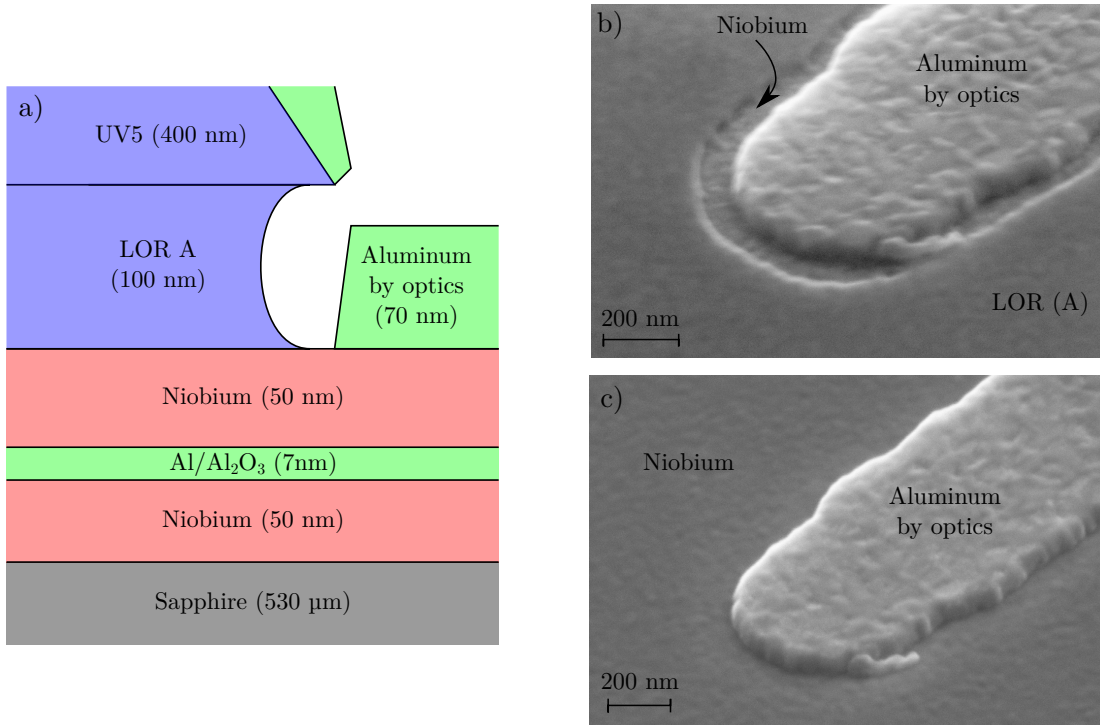 a)
UV5 (400 nm)
LOR A
(100 nm)
Aluminum
by optics
(70 nm)
Niobium (50 nm)
Al/Al₂O₃ (7nm)
Niobium (50 nm)
Sapphire (530 µm)
b)
Niobium
Aluminum
by optics
LOR (A)
200 nm
c)
Niobium
Aluminum
by optics
200 nm